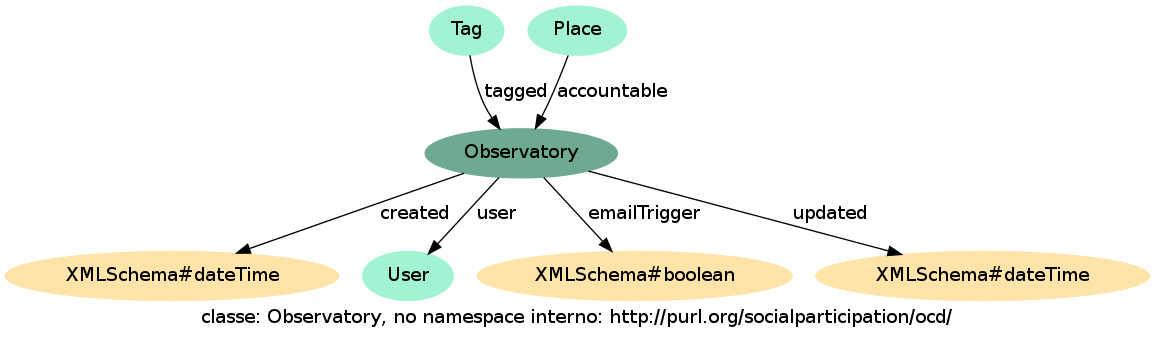 Tag
Place
tagged
accountable
Observatory
created
user
emailTrigger
updated
XMLSchema#dateTime
User
XMLSchema#boolean
XMLSchema#dateTime
classe: Observatory, no namespace interno: http://purl.org/socialparticipation/ocd/